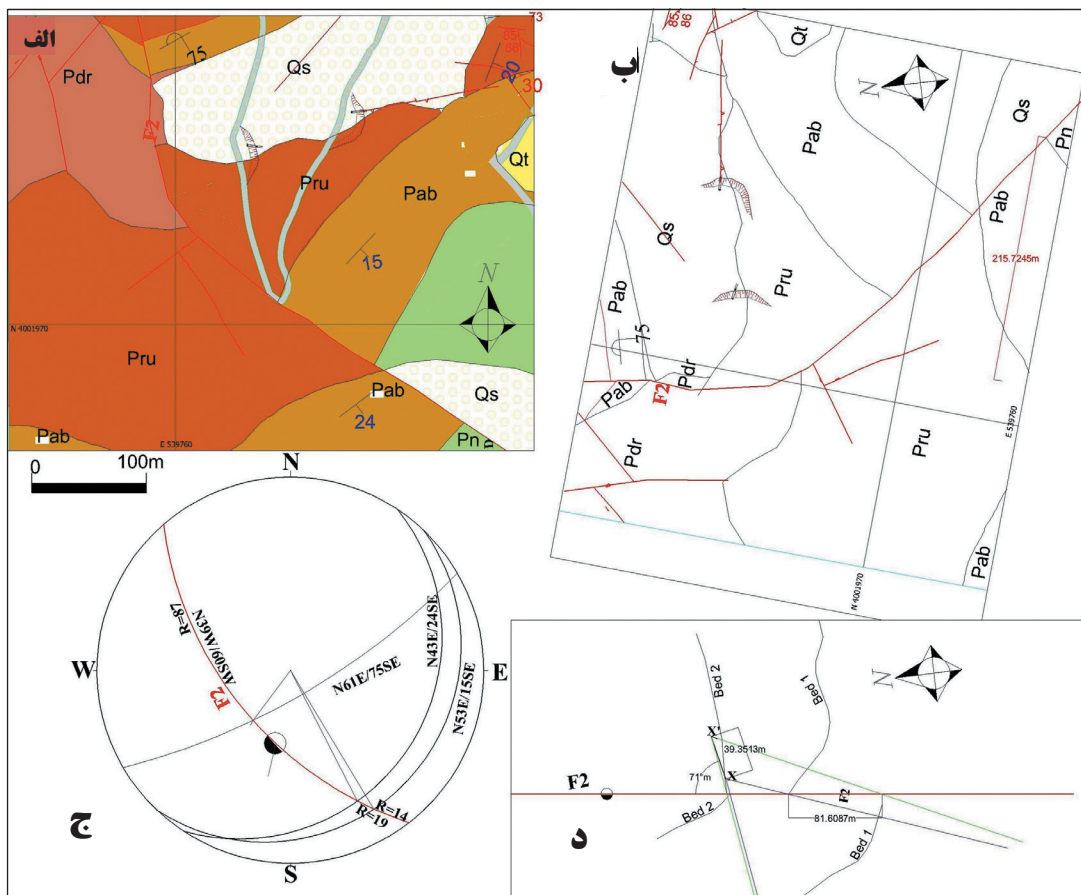 الف
Pdr
75
F2
Qs
73
85
86
20
30
Qt
Pru
Pab
15
N 4001970
N
Pru
Pab
24
Qs
Pab
E 539760
Pn
0 100m
ب
85
86
Qt
N
Qs
Pab
Pn
Pab
215.7245m
Qs
Pru
Pab
75
Pdr
Pab
F2
E 539760
Pdr
Pru
N 4001970
Pab
ج
N
R=87
N39W/60SW
F2
N61E/75SE
N43E/24SE
N53E/15SE
W
E
R=14
R=19
S
د
N
Bed 2
Bed 1
X'
39.3513m
71°m
X
F2
F2
Bed 2
81.6087m
Bed 1